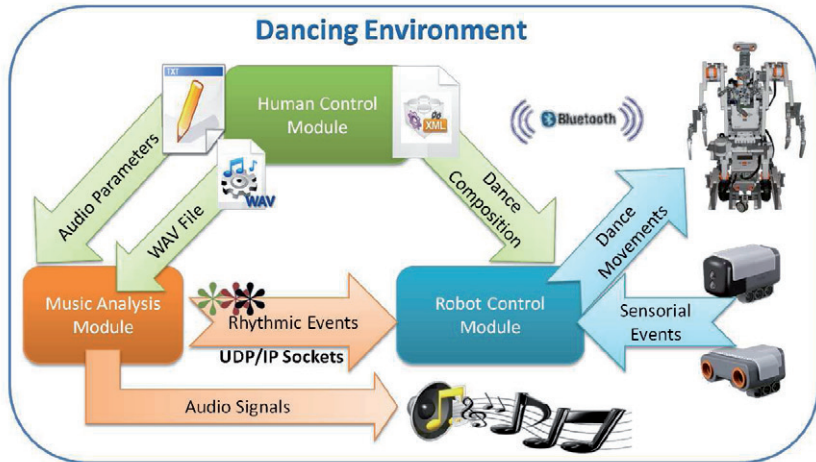 Dancing Environment
TXT
Human Control
Module
XML
Bluetooth
Audio Parameters
WAV File
WAV
Dance
Composition
Dance
Movements
Music Analysis
Module
Rhythmic Events
UDP/IP Sockets
Robot Control
Module
Sensorial
Events
Audio Signals